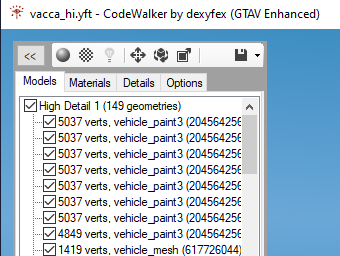 vacca_hi.yft - CodeWalker by dexyfex (GTAV Enhanced)
<<
Models Materials Details Options
High Detail 1 (149 geometries)
5037 verts, vehicle_paint3 (204564256
5037 verts, vehicle_paint3 (204564256
5037 verts, vehicle_paint3 (204564256
5037 verts, vehicle_paint3 (204564256
5037 verts, vehicle_paint3 (204564256
5037 verts, vehicle_paint3 (204564256
5037 verts, vehicle_paint3 (204564256
4849 verts, vehicle_paint3 (204564256
1419 verts, vehicle_mesh (617726044)